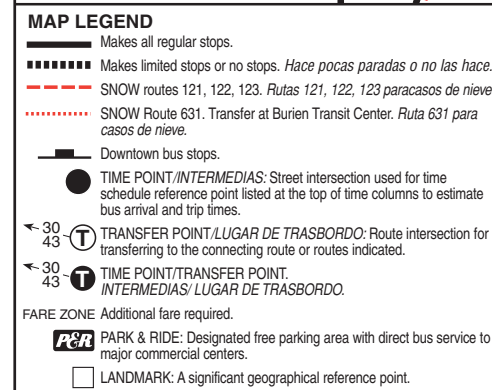 MAP LEGEND
Makes all regular stops.
Makes limited stops or no stops. Hace pocas paradas o no las hace.
SNOW routes 121, 122, 123. Rutas 121, 122, 123 paracasos de nieve
SNOW Route 631. Transfer at Burien Transit Center. Ruta 631 para
casos de nieve.
Downtown bus stops.
TIME POINT/INTERMEDIAS: Street intersection used for time
schedule reference point listed at the top of time columns to estimate
bus arrival and trip times.
30
43 T TRANSFER POINT/LUGAR DE TRASBORDO: Route intersection for
transferring to the connecting route or routes indicated.
30
43 T TIME POINT/TRANSFER POINT.
INTERMEDIAS/ LUGAR DE TRASBORDO.
FARE ZONE Additional fare required.
P&R PARK & RIDE: Designated free parking area with direct bus service to
major commercial centers.
LANDMARK: A significant geographical reference point.